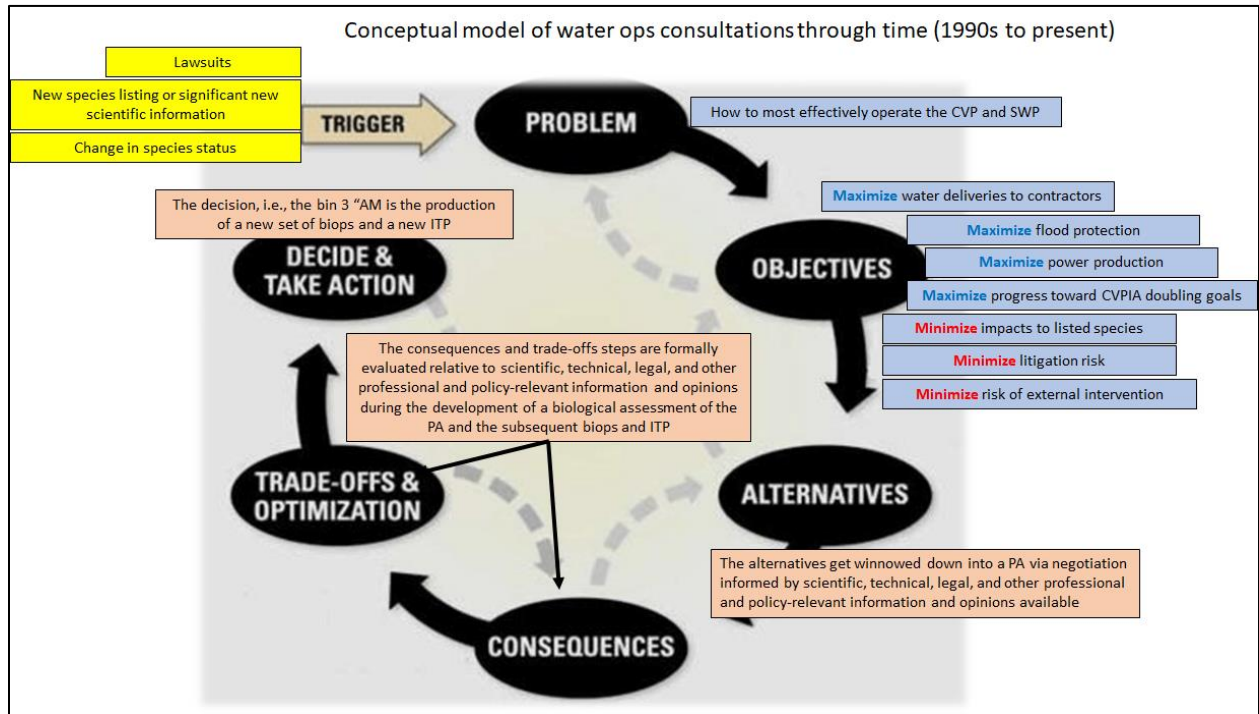 Conceptual model of water ops consultations through time (1990s to present)
Lawsuits
New species listing or significant new
scientific information
Change in species status
TRIGGER
PROBLEM
How to most effectively operate the CVP and SWP
OBJECTIVES
Maximize water deliveries to contractors
Maximize flood protection
Maximize power production
Maximize progress toward CVPIA doubling goals
Minimize impacts to listed species
Minimize litigation risk
Minimize risk of external intervention
ALTERNATIVES
The alternatives get winnowed down into a PA via negotiation
informed by scientific, technical, legal, and other professional
and policy-relevant information and opinions available
CONSEQUENCES
TRADE-OFFS &
OPTIMIZATION
The consequences and trade-offs steps are formally
evaluated relative to scientific, technical, legal, and other
professional and policy-relevant information and opinions
during the development of a biological assessment of the
PA and the subsequent biops and ITP
The decision, i.e., the bin 3 “AM is the production
of a new set of biops and a new ITP
DECIDE &
TAKE ACTION